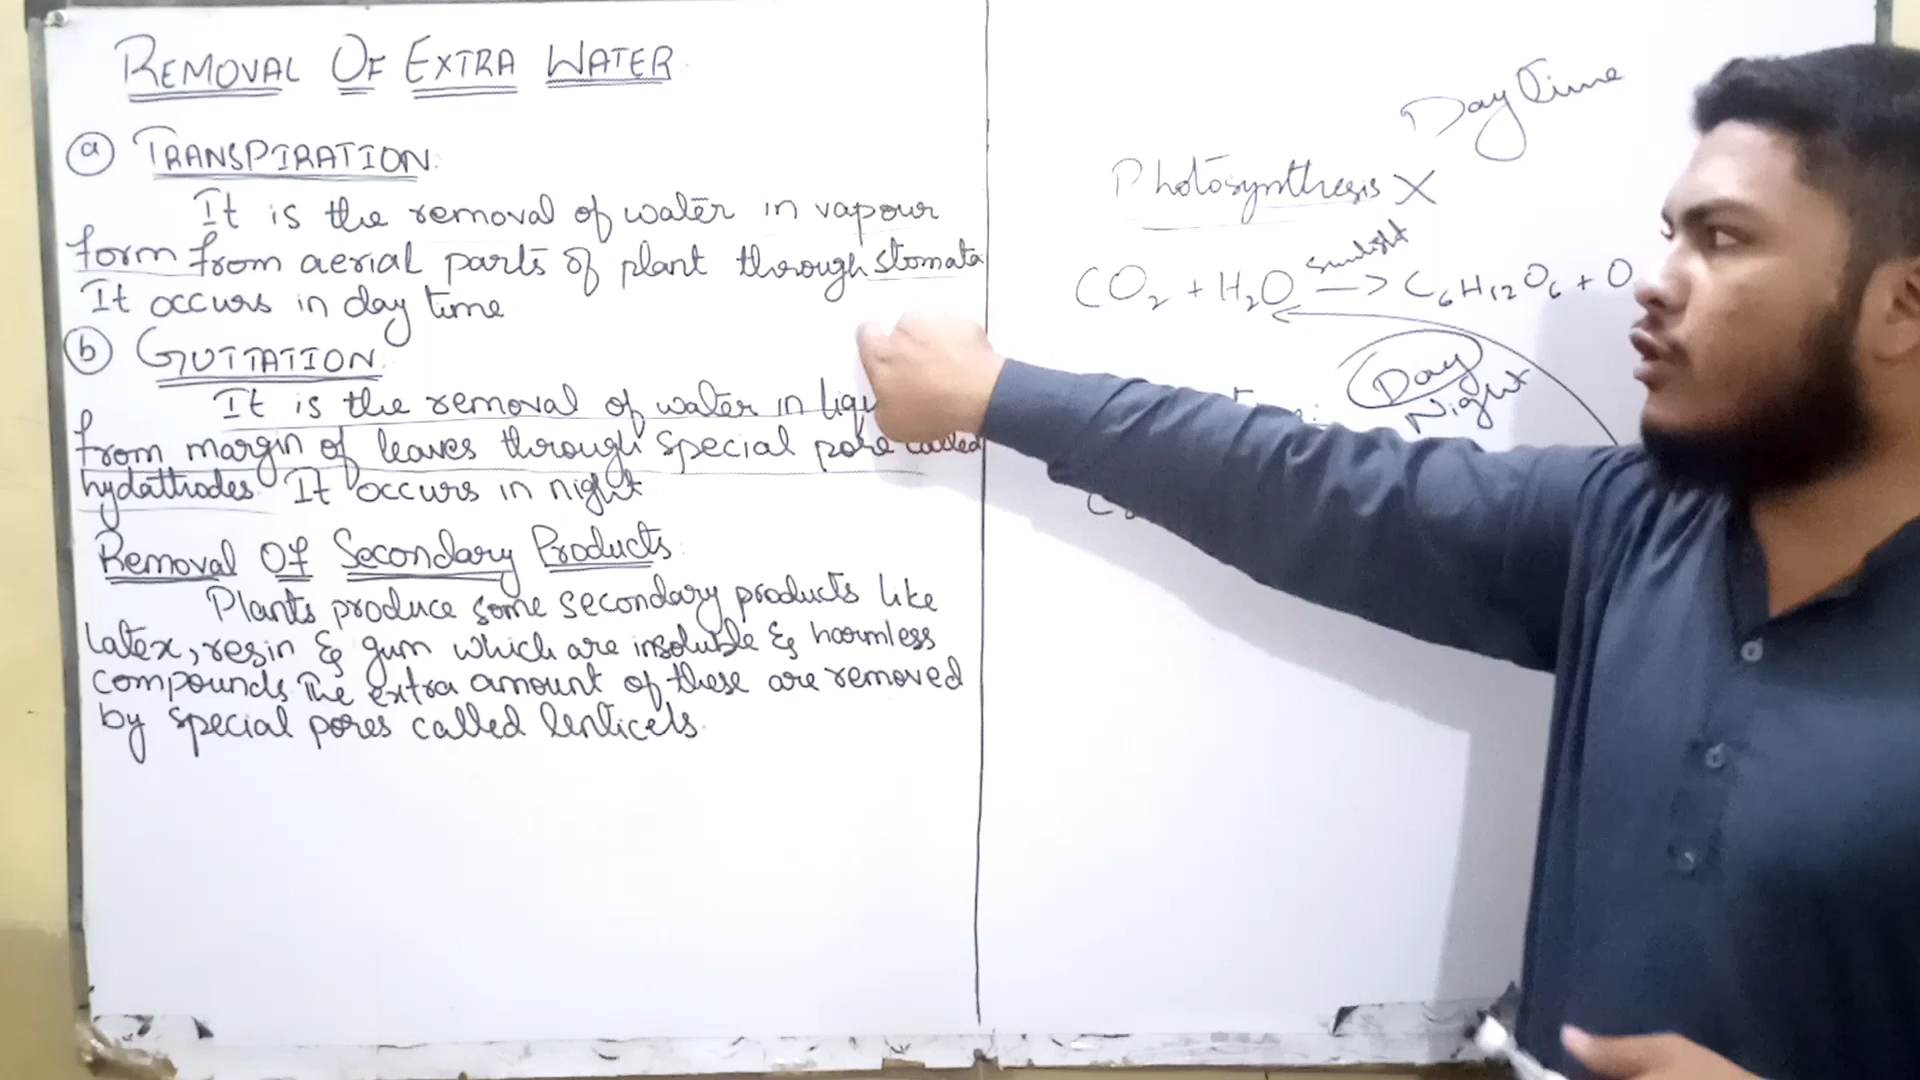 REMOVAL OF EXTRA WATER
a TRANSPIRATION:
It is the removal of water in vapour
form from aerial parts of plant through stomata
It occurs in day time
b GUTTATION
It is the removal of water in liqu
from margin of leaves through special pore called
hydathodes. It occurs in night
Removal Of Secondary Products:
Plants produce some secondary products like
latex, resin & gum which are insoluble & harmless
compounds. The extra amount of these are removed
by special pores called lenticels.
Day time
Photosynthesis X
CO2 + H2O sunlight → C6H12O6 + O
Day
Night